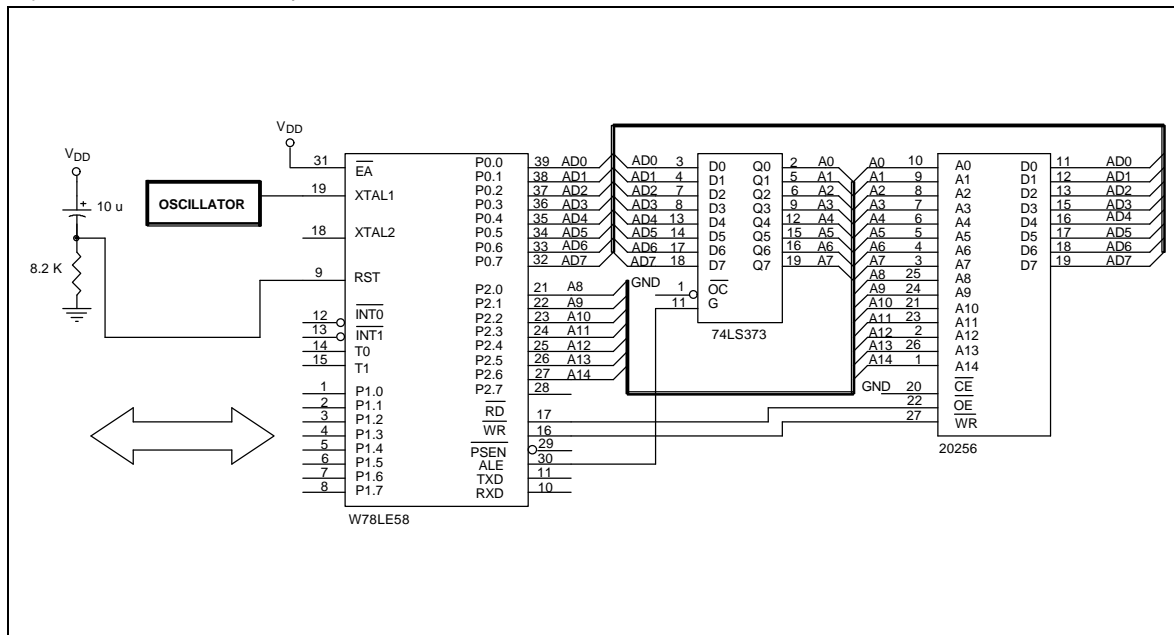 VDD
VDD
10 u
8.2 K
OSCILLATOR
31 EA
19 XTAL1
18 XTAL2
9 RST
12 INT0
13 INT1
14 T0
15 T1
1 P1.0
2 P1.1
3 P1.2
4 P1.3
5 P1.4
6 P1.5
7 P1.6
8 P1.7
P0.0 39 AD0
P0.1 38 AD1
P0.2 37 AD2
P0.3 36 AD3
P0.4 35 AD4
P0.5 34 AD5
P0.6 33 AD6
P0.7 32 AD7
P2.0 21 A8
P2.1 22 A9
P2.2 23 A10
P2.3 24 A11
P2.4 25 A12
P2.5 26 A13
P2.6 27 A14
P2.7 28
RD 17
WR 16
PSEN 29
ALE 30
TXD 11
RXD 10
W78LE58
AD0 3 D0 Q0 2 A0
AD1 4 D1 Q1 5 A1
AD2 7 D2 Q2 6 A2
AD3 8 D3 Q3 9 A3
AD4 13 D4 Q4 12 A4
AD5 14 D5 Q5 15 A5
AD6 17 D6 Q6 16 A6
AD7 18 D7 Q7 19 A7
GND 1 OC
11 G
74LS373
A0 10 A0 D0 11 AD0
A1 9 A1 D1 12 AD1
A2 8 A2 D2 13 AD2
A3 7 A3 D3 15 AD3
A4 6 A4 D4 16 AD4
A5 5 A5 D5 17 AD5
A6 4 A6 D6 18 AD6
A7 3 A7 D7 19 AD7
A8 25 A8
A9 24 A9
A10 21 A10
A11 23 A11
A12 2 A12
A13 26 A13
A14 1 A14
GND 20 CE
22 OE
27 WR
20256